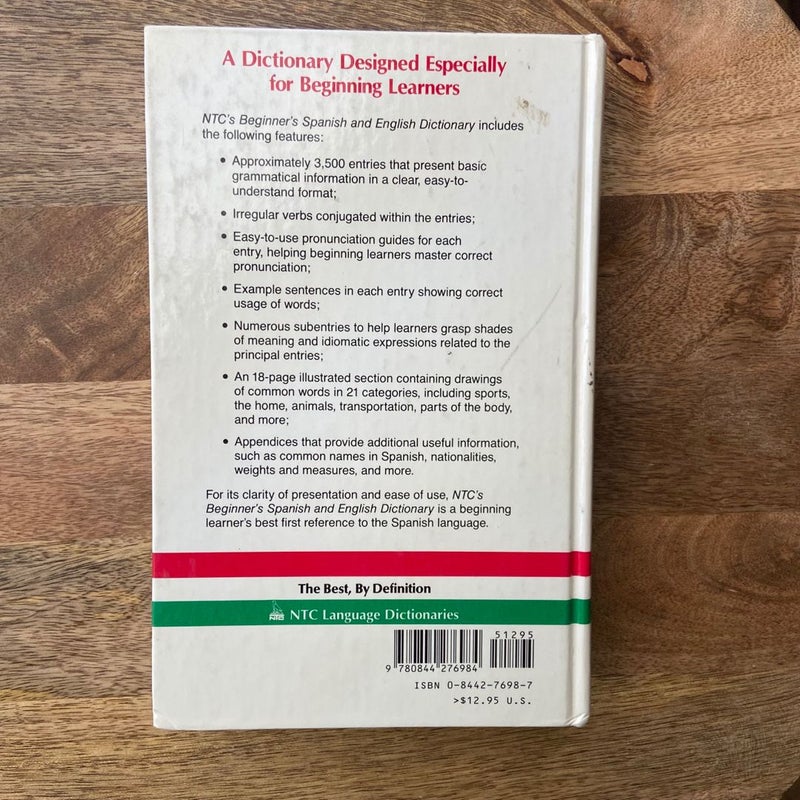 A Dictionary Designed Especially
for Beginning Learners
NTC's Beginner's Spanish and English Dictionary includes
the following features:
• Approximately 3,500 entries that present basic
grammatical information in a clear, easy-to-
understand format;
• Irregular verbs conjugated within the entries;
• Easy-to-use pronunciation guides for each
entry, helping beginning learners master correct
pronunciation;
• Example sentences in each entry showing correct
usage of words;
• Numerous subentries to help learners grasp shades
of meaning and idiomatic expressions related to the
principal entries;
• An 18-page illustrated section containing drawings
of common words in 21 categories, including sports,
the home, animals, transportation, parts of the body,
and more;
• Appendices that provide additional useful information,
such as common names in Spanish, nationalities,
weights and measures, and more.
For its clarity of presentation and ease of use, NTC's
Beginner's Spanish and English Dictionary is a beginning
learner's best first reference to the Spanish language.
The Best, By Definition
NTC NTC Language Dictionaries
51295
9 780844 276984
ISBN 0-8442-7698-7
>$12.95 U.S.